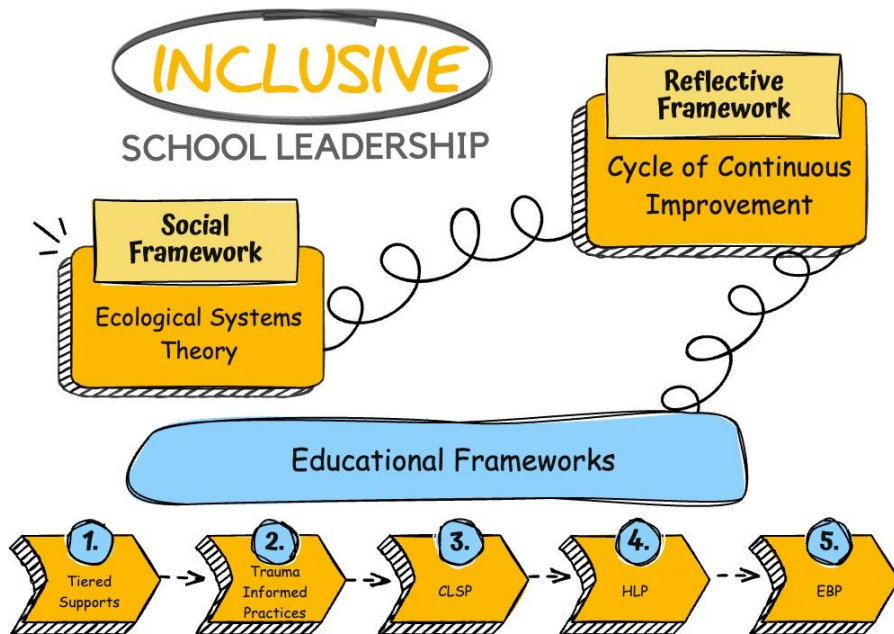 INCLUSIVE
SCHOOL LEADERSHIP
Reflective
Framework
Cycle of Continuous
Improvement
Social
Framework
Ecological Systems
Theory
Educational Frameworks
1.
Tiered
Supports
2.
Trauma
Informed
Practices
3.
CLSP
4.
HLP
5.
EBP